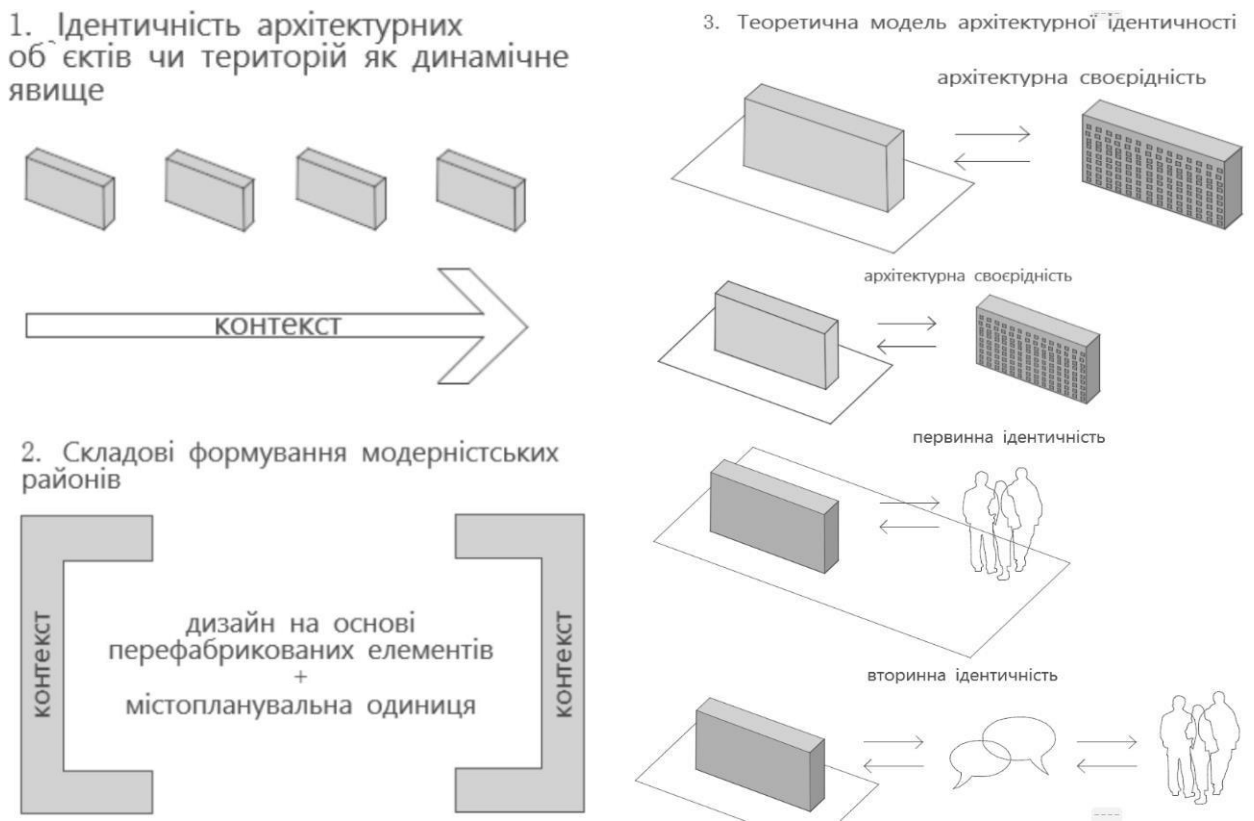 1. Ідентичність архітектурних
об`єктів чи територій як динамічне
явище
контекст
2. Складові формування модерністських
районів
контекст
дизайн на основі
перефабрикованих елементів
+
містопланувальна одиниця
контекст
3. Теоретична модель архітектурної ідентичності
архітектурна своєрідність
архітектурна своєрідність
первинна ідентичність
вторинна ідентичність